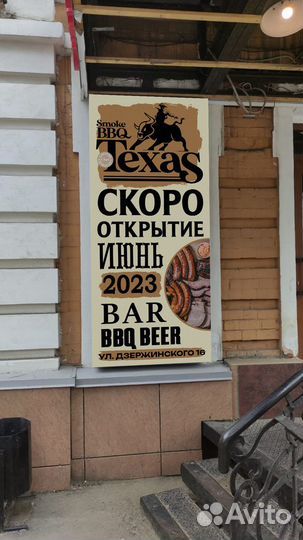 Smoke
BBQ
Texas
СКОРО
ОТКРЫТИЕ
ИЮНЬ
2023
BAR
BBQ BEER
УЛ. ДЗЕРЖИНСКОГО 16
Avito